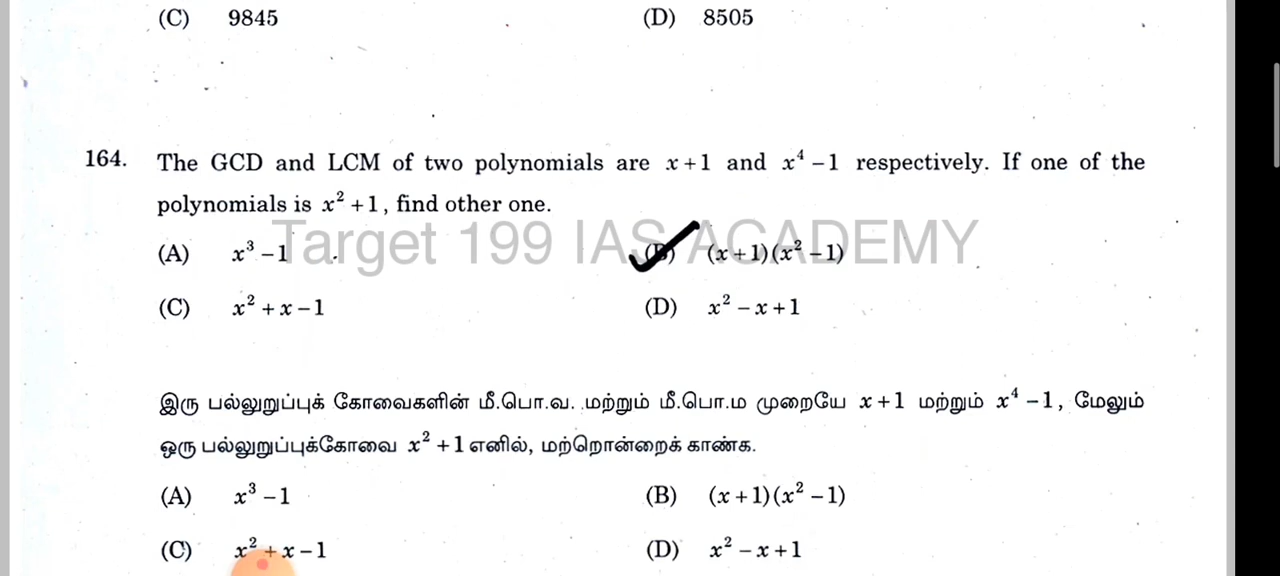 (C) 9845 (D) 8505
164. The GCD and LCM of two polynomials are x+1 and x⁴ –1 respectively. If one of the
polynomials is x² +1, find other one.
Target 199 IAS ACADEMY
(A) x³ –1 (B) (x+1)(x² –1)
(C) x² + x –1 (D) x² – x +1
இரு பல்லுறுப்புக் கோவைகளின் மீ.பொ.வ. மற்றும் மீ.பொ.ம முறையே x+1 மற்றும் x⁴ –1, மேலும்
ஒரு பல்லுறுப்புக்கோவை x² +1 எனில், மற்றொன்றைக் காண்க.
(A) x³ –1 (B) (x+1)(x² –1)
(C) x² + x –1 (D) x² – x +1